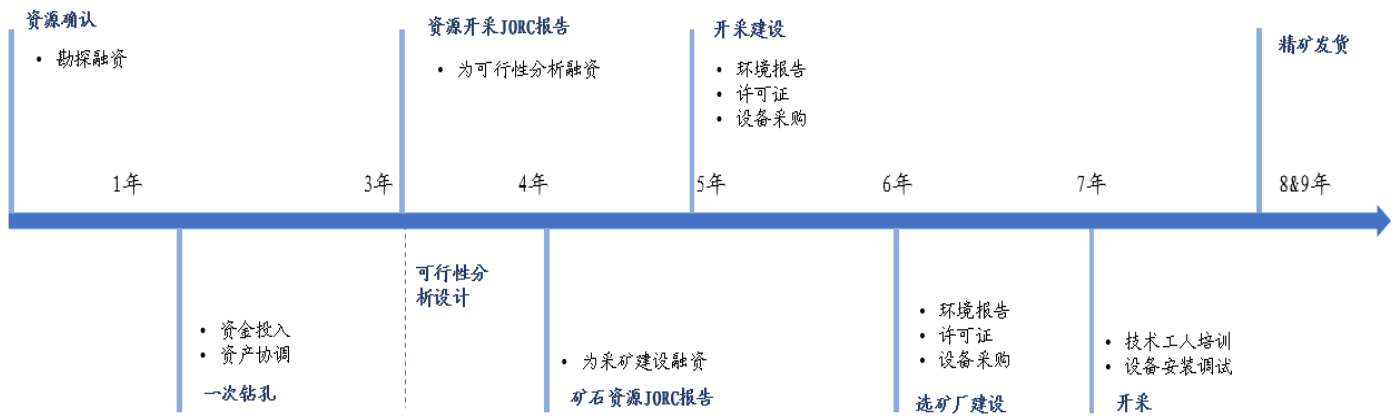 资源确认
• 勘探融资
资源开采JORC报告
• 为可行性分析融资
开采建设
• 环境报告
• 许可证
• 设备采购
精矿发货
1年
3年
4年
5年
6年
7年
8&9年
• 资金投入
• 资产协调
一次钻孔
可行性分
析设计
• 为采矿建设融资
矿石资源JORC报告
• 环境报告
• 许可证
• 设备采购
选矿厂建设
• 技术工人培训
• 设备安装调试
开采